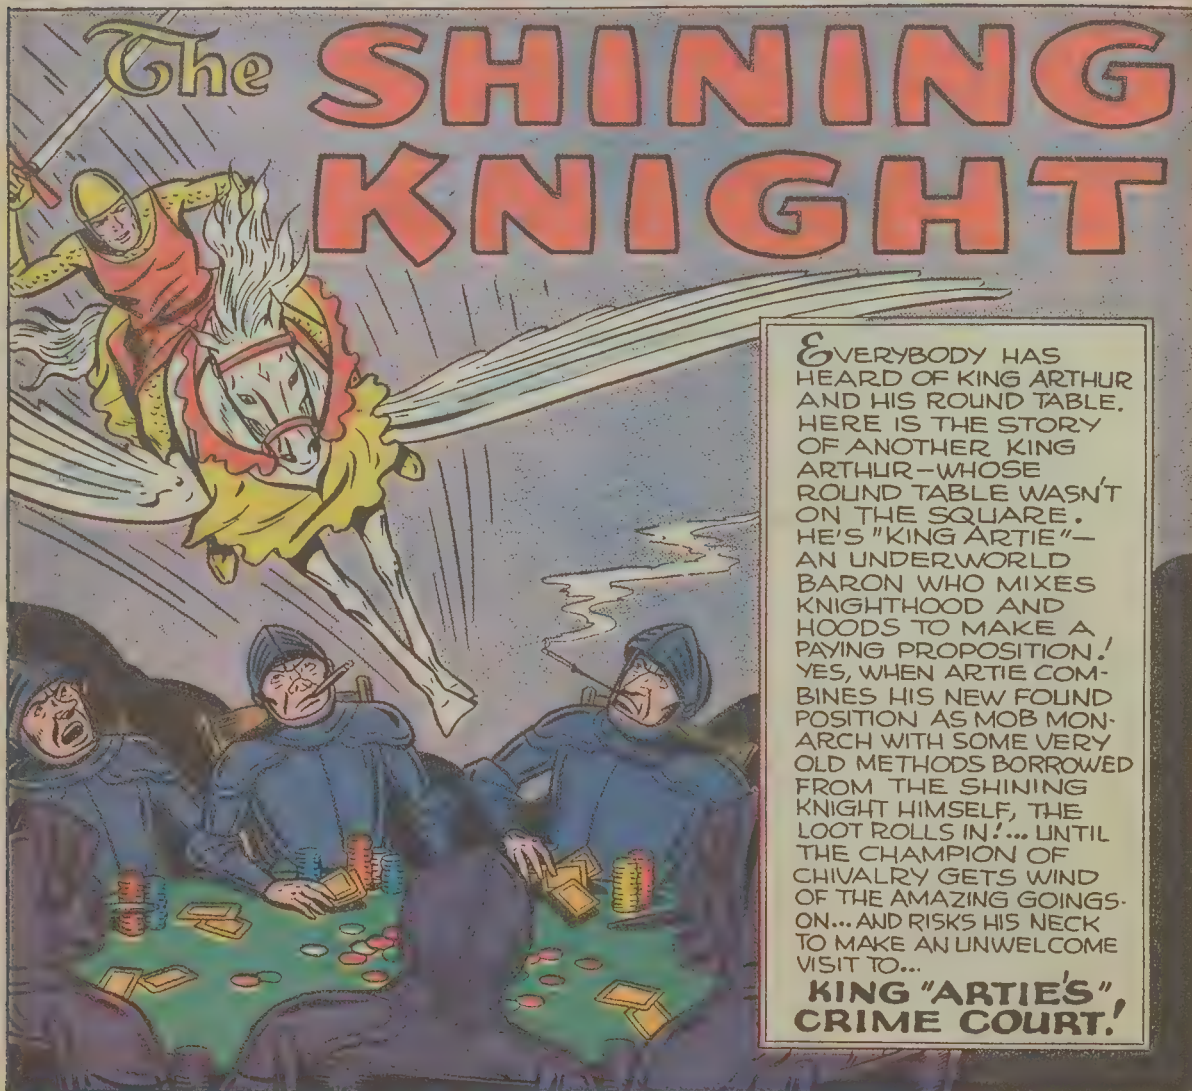 The SHINING
KNIGHT
EVERYBODY HAS
HEARD OF KING ARTHUR
AND HIS ROUND TABLE.
HERE IS THE STORY
OF ANOTHER KING
ARTHUR-WHOSE
ROUND TABLE WASN'T
ON THE SQUARE.
HE'S "KING ARTIE"-
AN UNDERWORLD
BARON WHO MIXES
KNIGHTHOOD AND
HOODS TO MAKE A
PAYING PROPOSITION!
YES, WHEN ARTIE COM-
BINES HIS NEW FOUND
POSITION AS MOB MON-
ARCH WITH SOME VERY
OLD METHODS BORROWED
FROM THE SHINING
KNIGHT HIMSELF, THE
LOOT ROLLS IN!... UNTIL
THE CHAMPION OF
CHIVALRY GETS WIND
OF THE AMAZING GOINGS-
ON... AND RISKS HIS NECK
TO MAKE AN UNWELCOME
VISIT TO...
KING "ARTIE'S"
CRIME COURT!